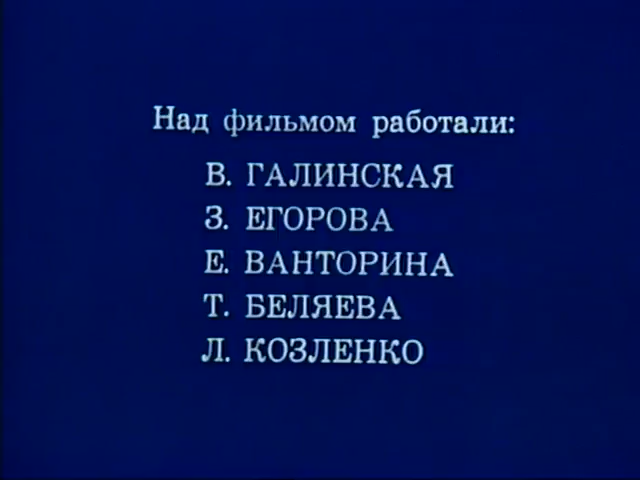 Над фильмом работали:
В. ГАЛИНСКАЯ
З. ЕГОРОВА
Е. ВАНТОРИНА
Т. БЕЛЯЕВА
Л. КОЗЛЕНКО